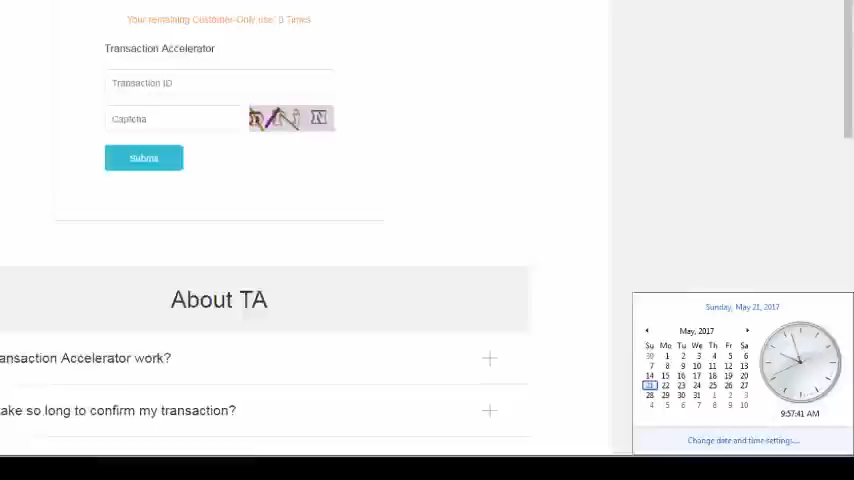 Your remaining Customer-Only use: 0 Times
Transaction Accelerator
Transaction ID
Captcha
N N
Submit
About TA
ansaction Accelerator work?
ake so long to confirm my transaction?
Sunday, May 21, 2017
May, 2017
Su Mo Tu We Th Fr Sa
30 1 2 3 4 5 6
7 8 9 10 11 12 13
14 15 16 17 18 19 20
21 22 23 24 25 26 27
28 29 30 31 1 2 3
4 5 6 7 8 9 10
9:57:41 AM
Change date and time settings...